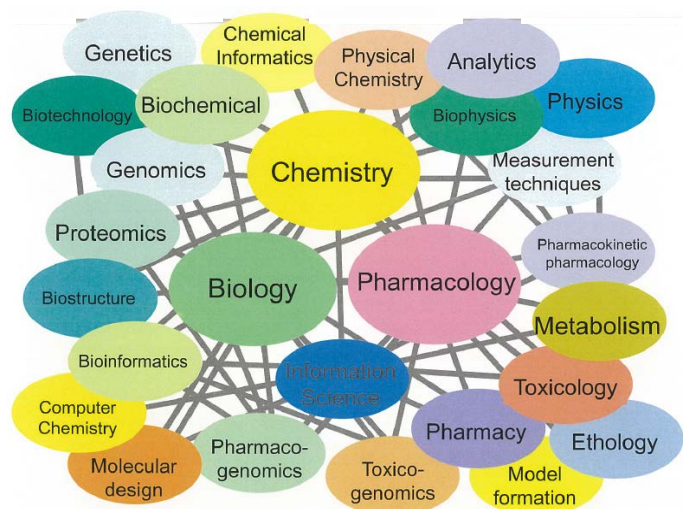 Genetics
Chemical
Informatics
Physical
Chemistry
Analytics
Biotechnology
Biochemical
Biophysics
Physics
Genomics
Chemistry
Measurement
techniques
Proteomics
Pharmacokinetic
pharmacology
Biostructure
Biology
Pharmacology
Metabolism
Bioinformatics
Information
Science
Toxicology
Computer
Chemistry
Pharmacy
Ethology
Molecular
design
Pharmaco-
genomics
Toxico-
genomics
Model
formation